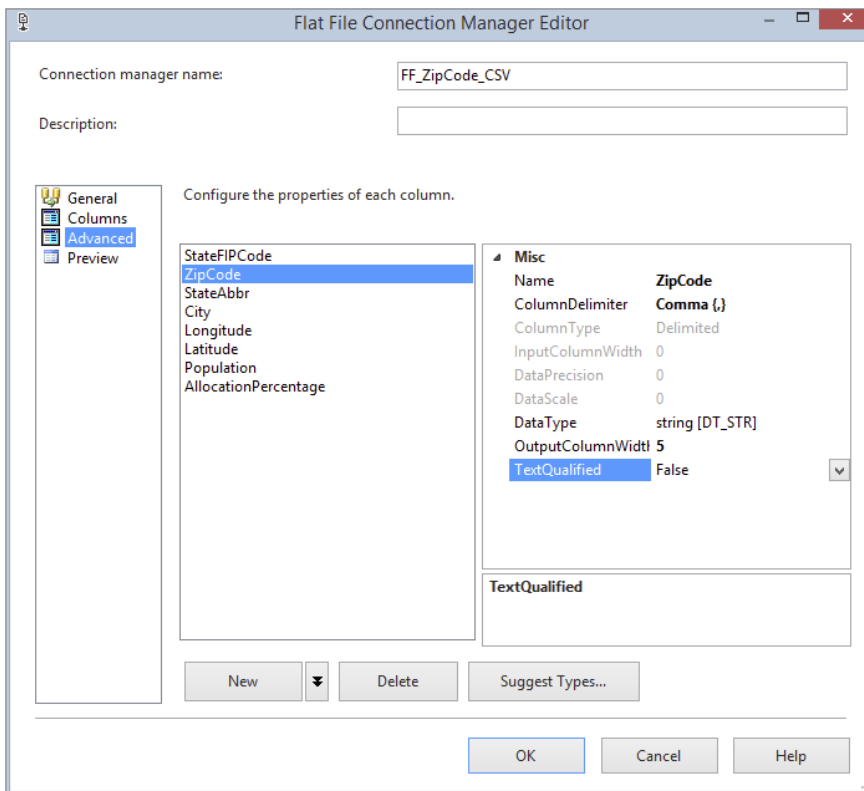 Flat File Connection Manager Editor
Connection manager name: FF_ZipCode_CSV
Description:
General
Columns
Advanced
Preview
Configure the properties of each column.
StateFIPCode
ZipCode
StateAbbr
City
Longitude
Latitude
Population
AllocationPercentage
Misc
Name ZipCode
ColumnDelimiter Comma {,}
ColumnType Delimited
InputColumnWidth 0
DataPrecision 0
DataScale 0
DataType string [DT_STR]
OutputColumnWidtl 5
TextQualified False
TextQualified
New Delete Suggest Types...
OK Cancel Help